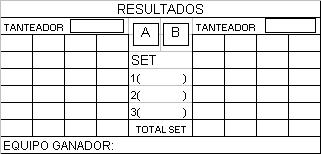 RESULTADOS
TANTEADOR A B TANTEADOR
SET
1( )
2( )
3( )
TOTAL SET
EQUIPO GANADOR: